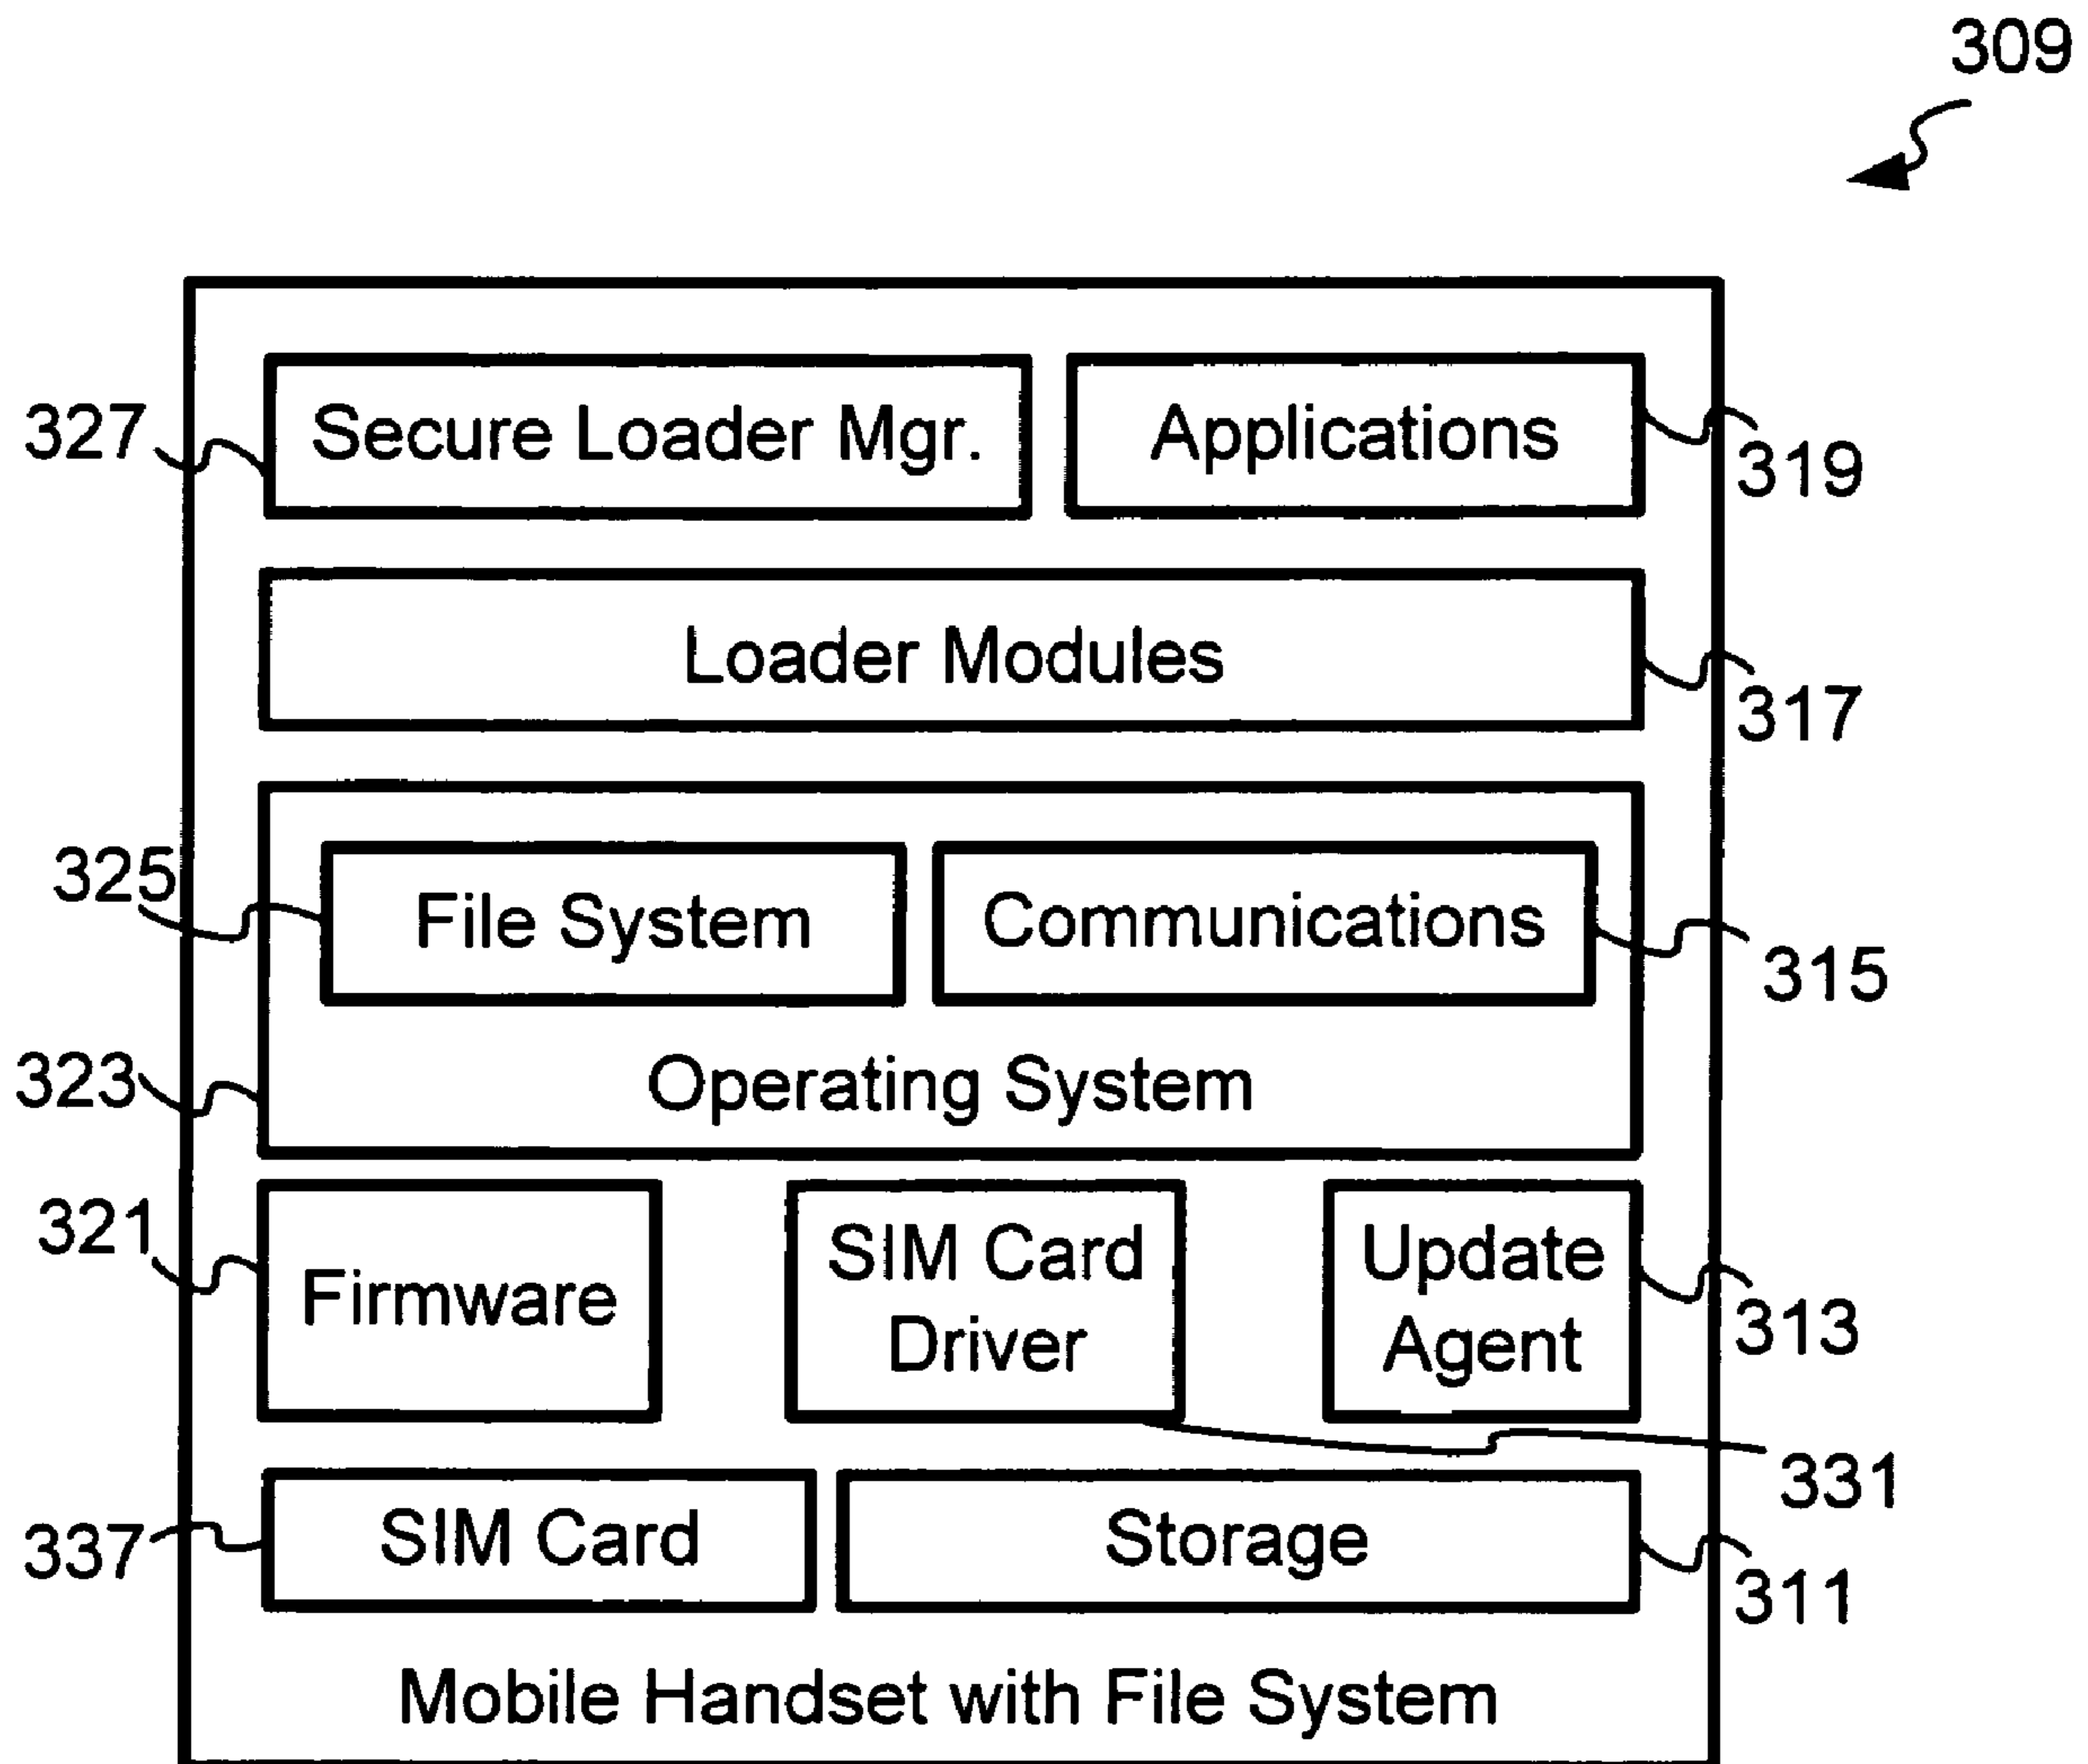 309
327
Secure Loader Mgr.
Applications
319
Loader Modules
317
325
File System
Communications
315
323
Operating System
321
Firmware
SIM Card
Driver
Update
Agent
313
331
337
SIM Card
Storage
311
Mobile Handset with File System